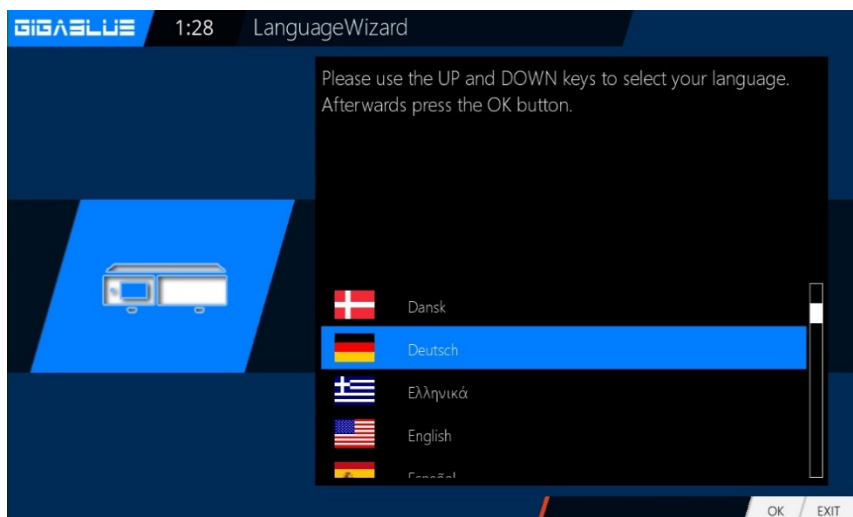 GIGABLUE
1:28
LanguageWizard
Please use the UP and DOWN keys to select your language.
Afterwards press the OK button.
Dansk
Deutsch
Ελληνικά
English
Español
OK
EXIT